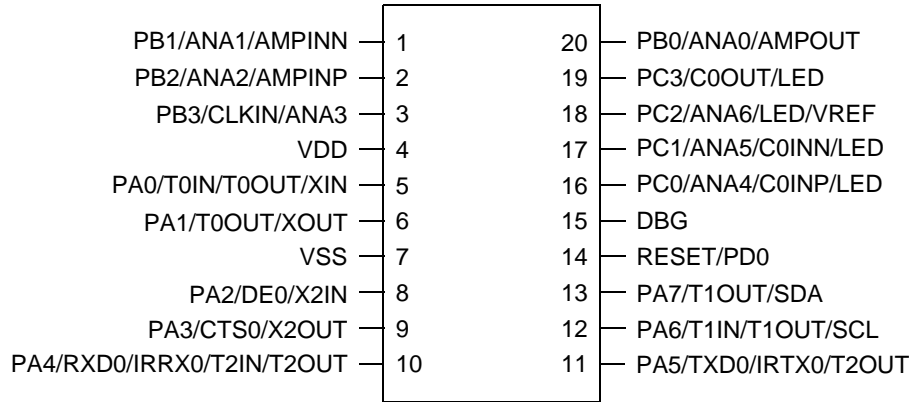 PB1/ANA1/AMPINN 1 20 PB0/ANA0/AMPOUT
PB2/ANA2/AMPINP 2 19 PC3/C0OUT/LED
PB3/CLKIN/ANA3 3 18 PC2/ANA6/LED/VREF
VDD 4 17 PC1/ANA5/C0INN/LED
PA0/T0IN/T0OUT/XIN 5 16 PC0/ANA4/C0INP/LED
PA1/T0OUT/XOUT 6 15 DBG
VSS 7 14 RESET/PD0
PA2/DE0/X2IN 8 13 PA7/T1OUT/SDA
PA3/CTS0/X2OUT 9 12 PA6/T1IN/T1OUT/SCL
PA4/RXD0/IRRX0/T2IN/T2OUT 10 11 PA5/TXD0/IRTX0/T2OUT